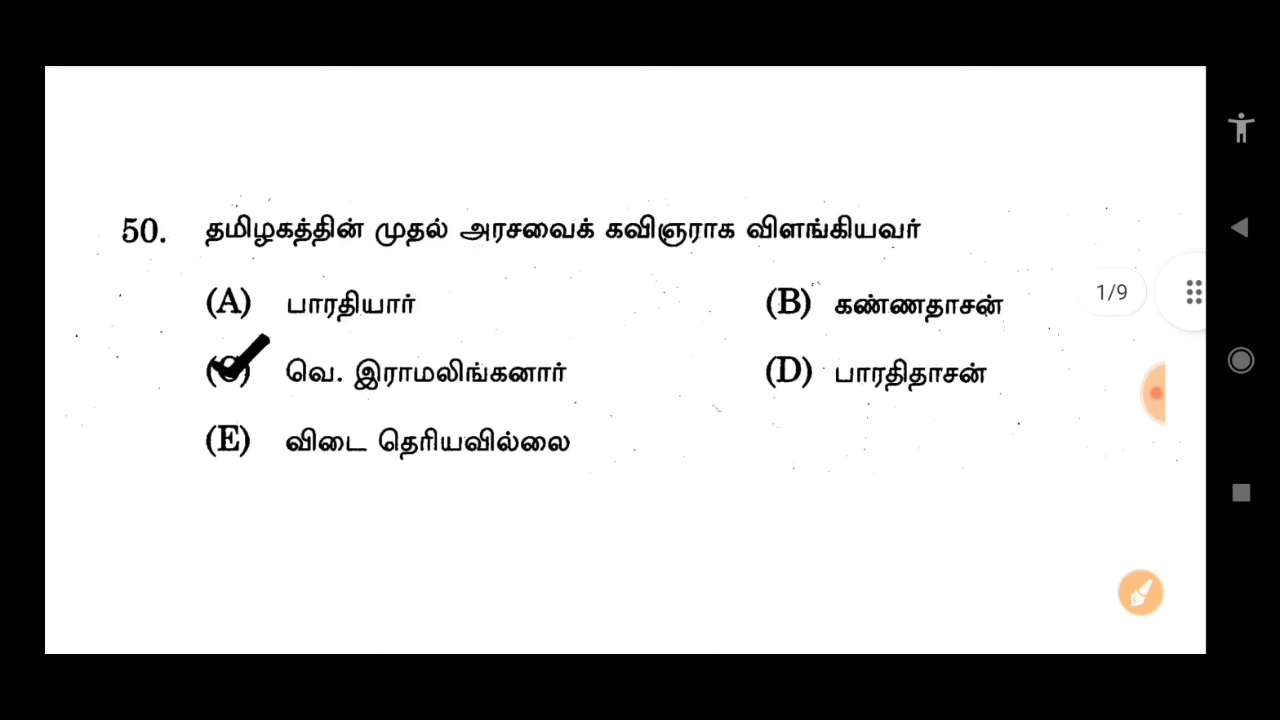 50. தமிழகத்தின் முதல் அரசவைக் கவிஞராக விளங்கியவர்
(A) பாரதியார் (B) கண்ணதாசன்
1/9
(C) வெ. இராமலிங்கனார் (D) பாரதிதாசன்
(E) விடை தெரியவில்லை